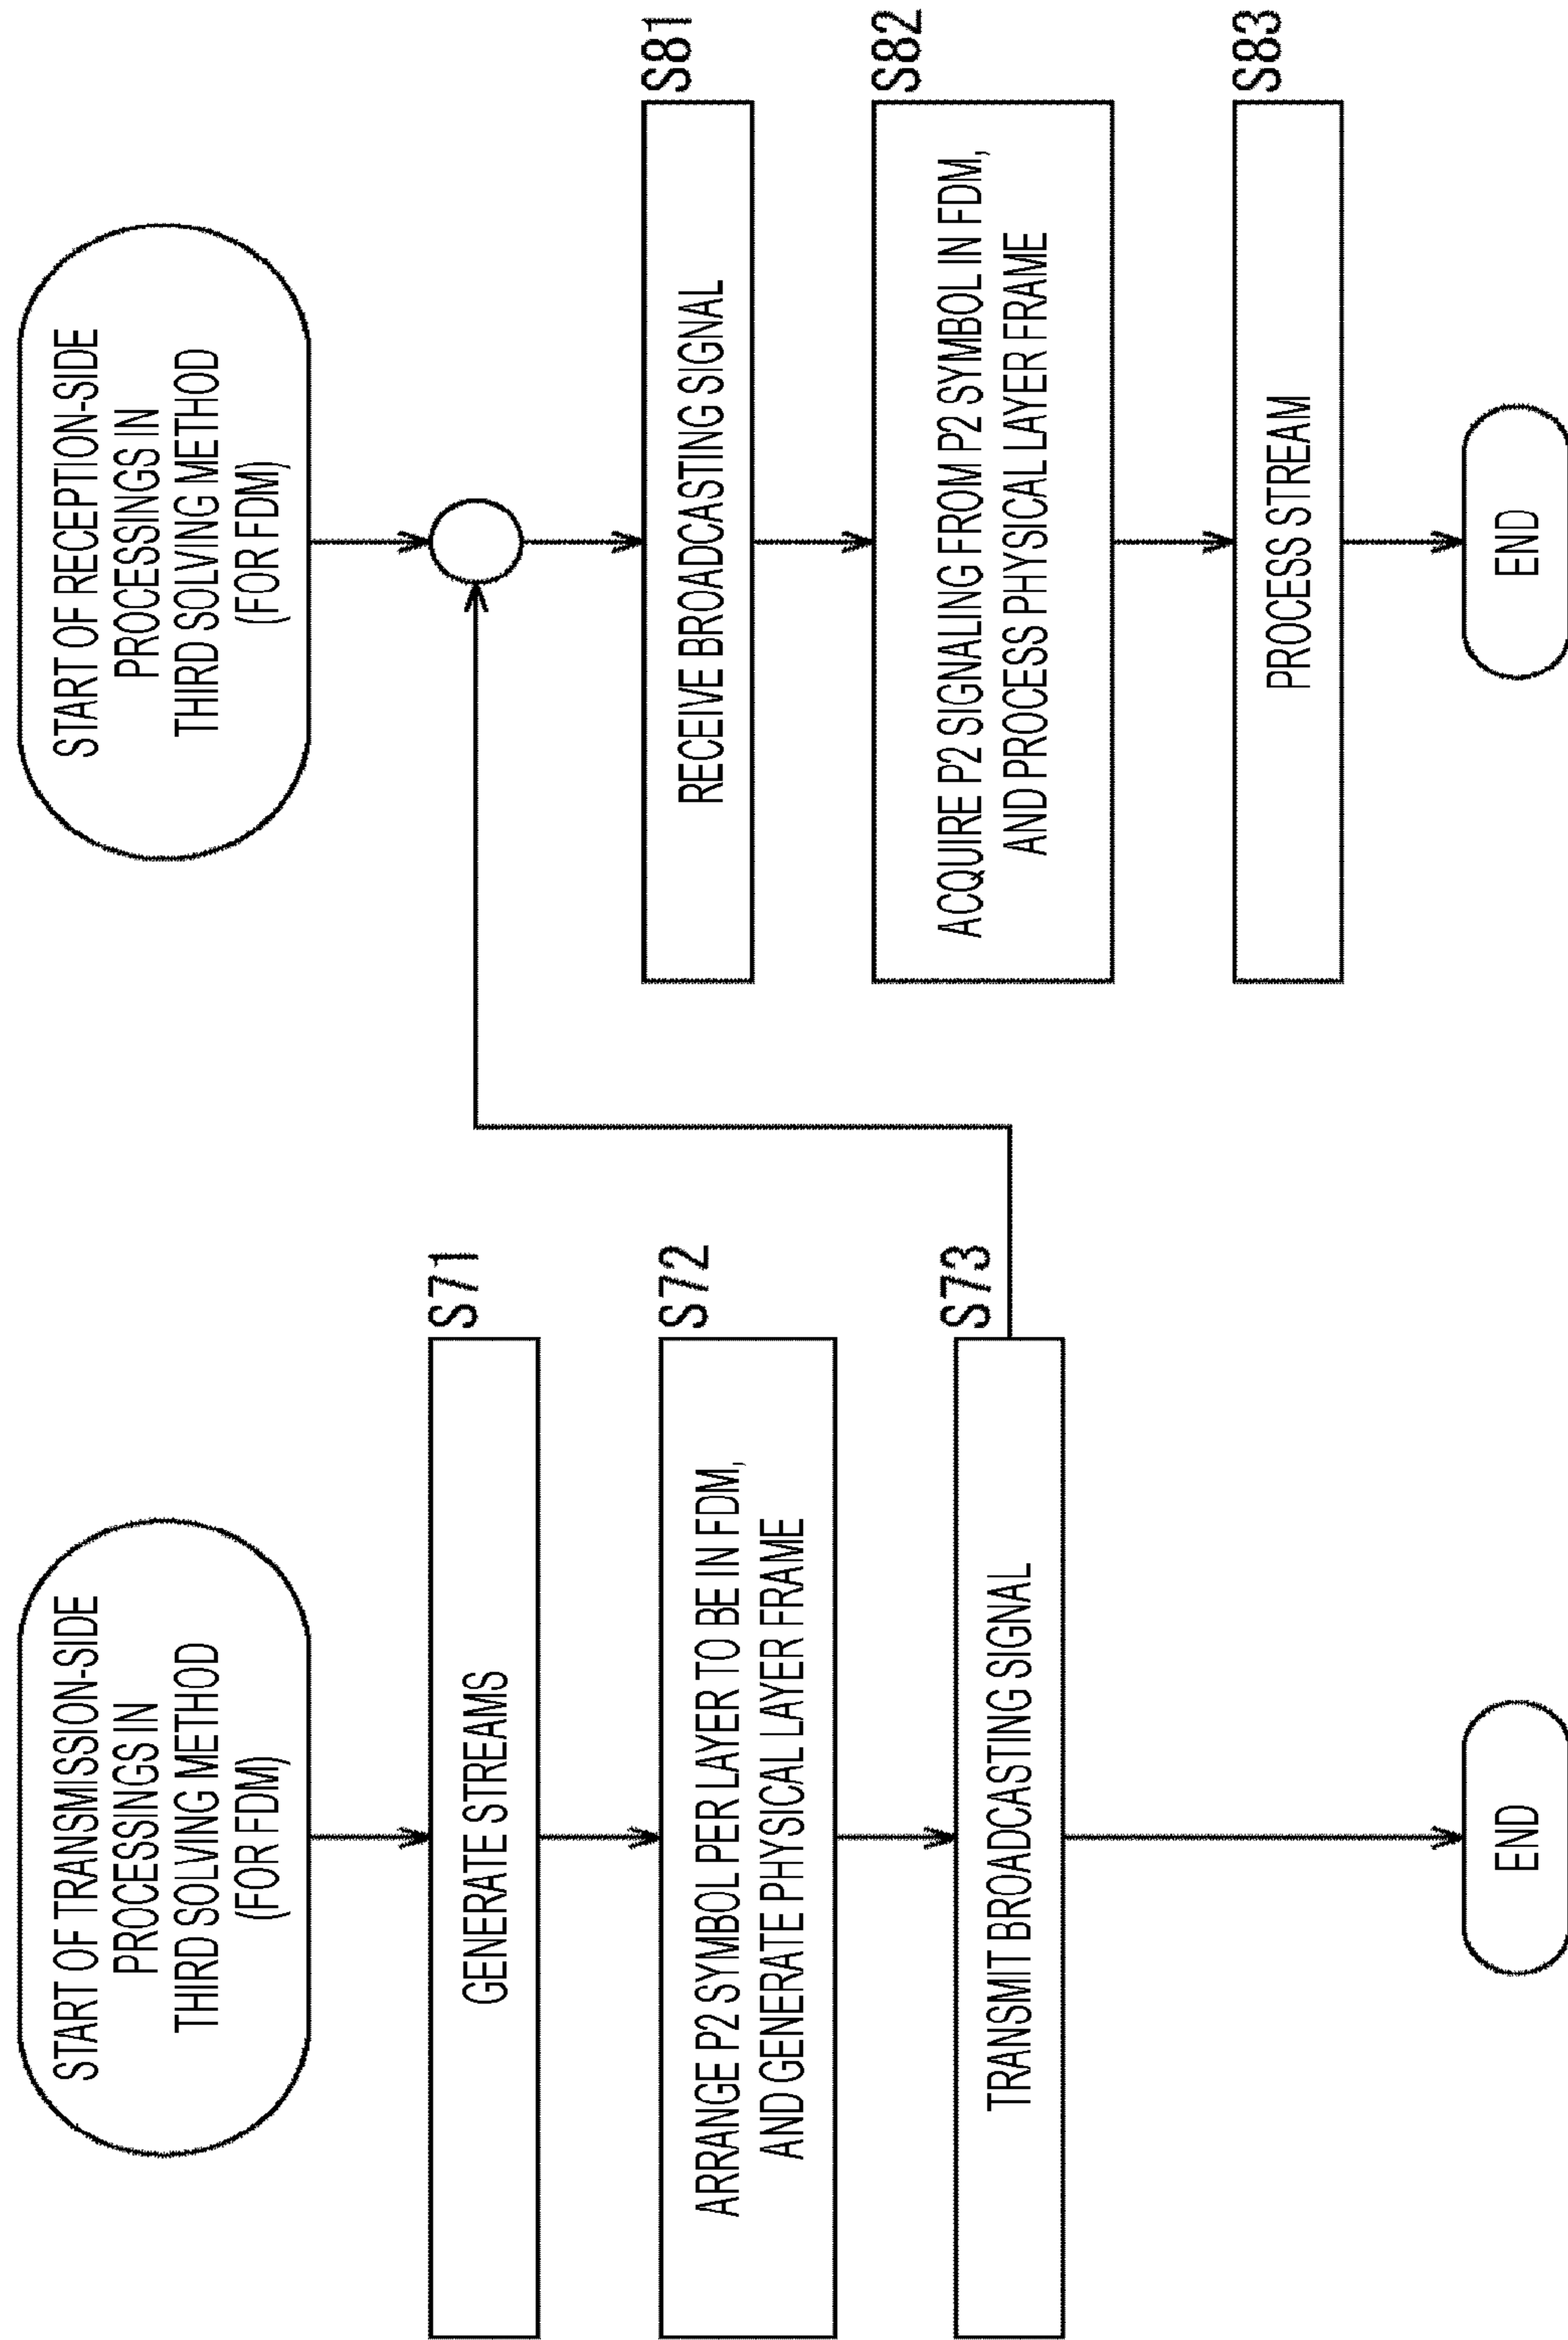 START OF TRANSMISSION-SIDE
PROCESSINGS IN
THIRD SOLVING METHOD
(FOR FDM)
S71
GENERATE STREAMS
S72
ARRANGE P2 SYMBOL PER LAYER TO BE IN FDM,
AND GENERATE PHYSICAL LAYER FRAME
S73
TRANSMIT BROADCASTING SIGNAL
END
START OF RECEPTION-SIDE
PROCESSINGS IN
THIRD SOLVING METHOD
(FOR FDM)
S81
RECEIVE BROADCASTING SIGNAL
S82
ACQUIRE P2 SIGNALING FROM P2 SYMBOL IN FDM,
AND PROCESS PHYSICAL LAYER FRAME
S83
PROCESS STREAM
END